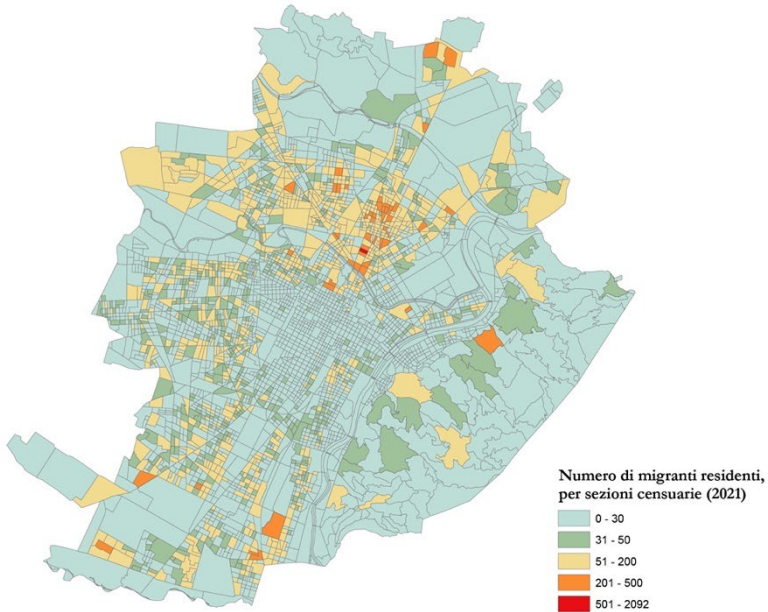 Numero di migranti residenti,
per sezioni censuarie (2021)
0 - 30
31 - 50
51 - 200
201 - 500
501 - 2092